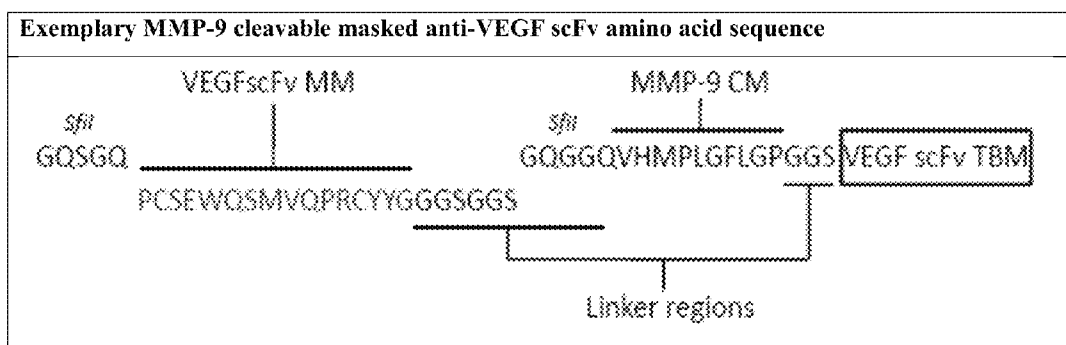 Exemplary MMP-9 cleavable masked anti-VEGF scFv amino acid sequence
VEGFscFv MM MMP-9 CM
SfiI SfiI
GQSGQ GQGGQVHMPLGFLGPGGS VEGF scFv TBM
PCSEWQSMVQPRCYYGGGSGGS
Linker regions